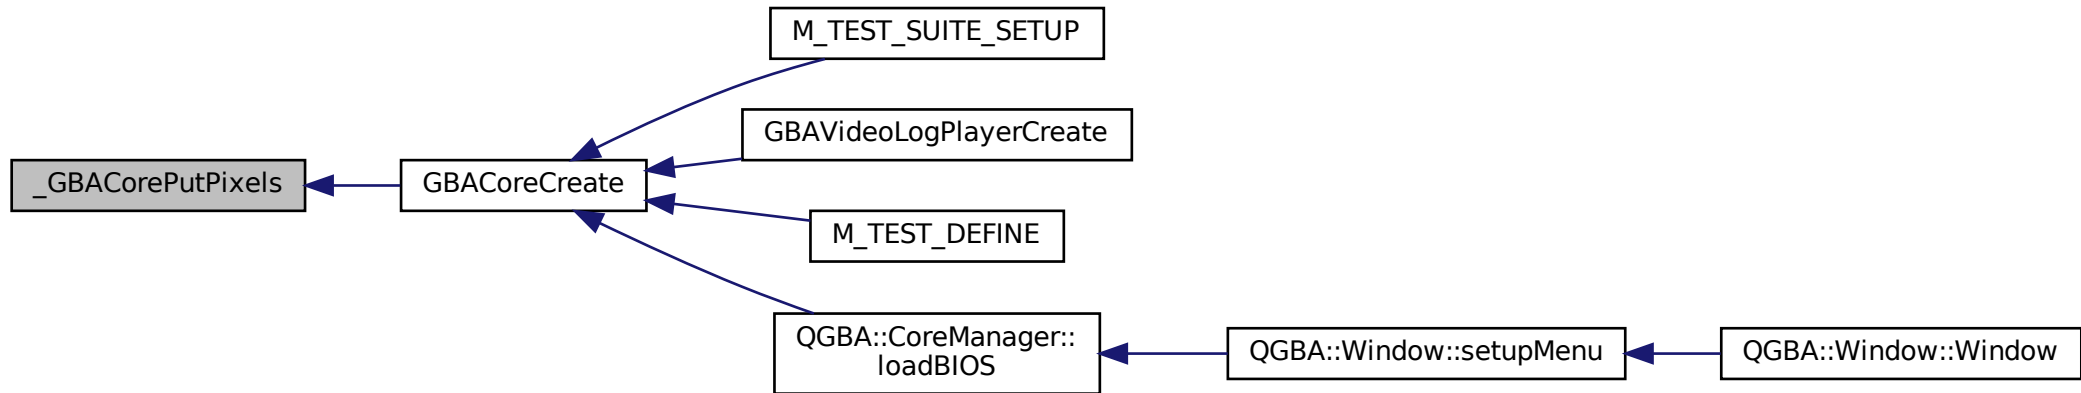 M_TEST_SUITE_SETUP
GBAVideoLogPlayerCreate
_GBACorePutPixels
GBACoreCreate
M_TEST_DEFINE
QGBA::CoreManager::
loadBIOS
QGBA::Window::setupMenu
QGBA::Window::Window